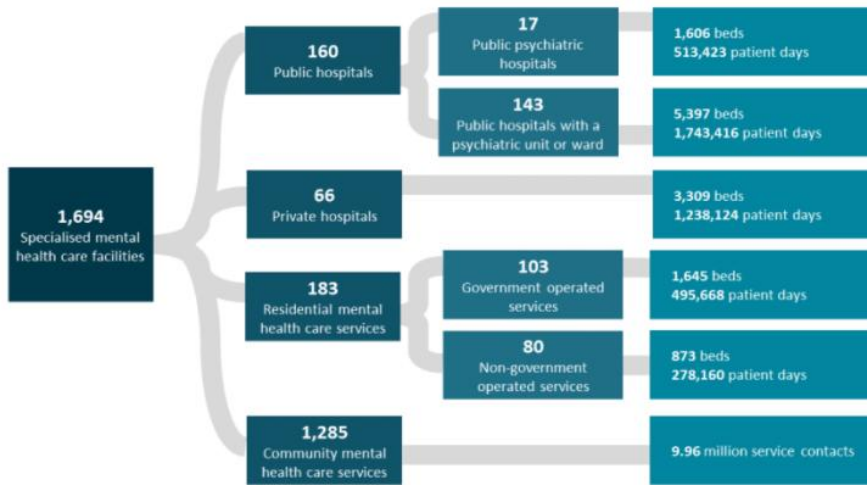 1,694
Specialised mental
health care facilities
160
Public hospitals
17
Public psychiatric
hospitals
1,606 beds
513,423 patient days
143
Public hospitals with a
psychiatric unit or ward
5,397 beds
1,743,416 patient days
66
Private hospitals
3,309 beds
1,238,124 patient days
183
Residential mental
health care services
103
Government operated
services
1,645 beds
495,668 patient days
80
Non-government
operated services
873 beds
278,160 patient days
1,285
Community mental
health care services
9.96 million service contacts